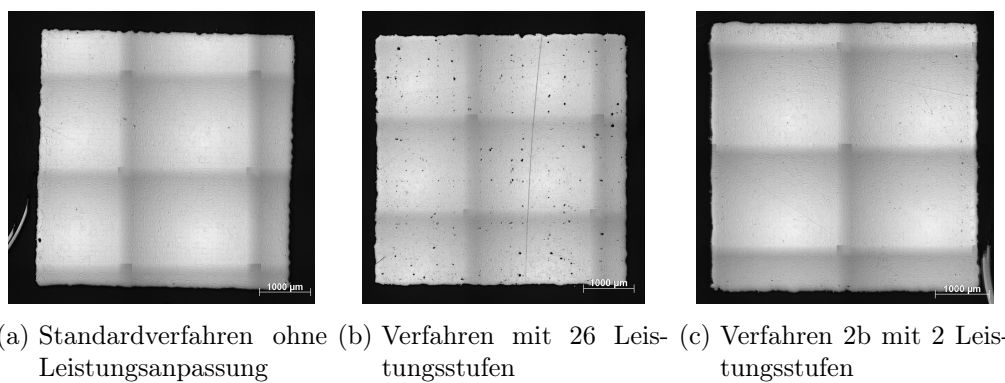 1000 µm
1000 µm
1000 µm
(a) Standardverfahren ohne Leistungsanpassung
(b) Verfahren mit 26 Leis-
tungsstufen
(c) Verfahren 2b mit 2 Leis-
tungsstufen